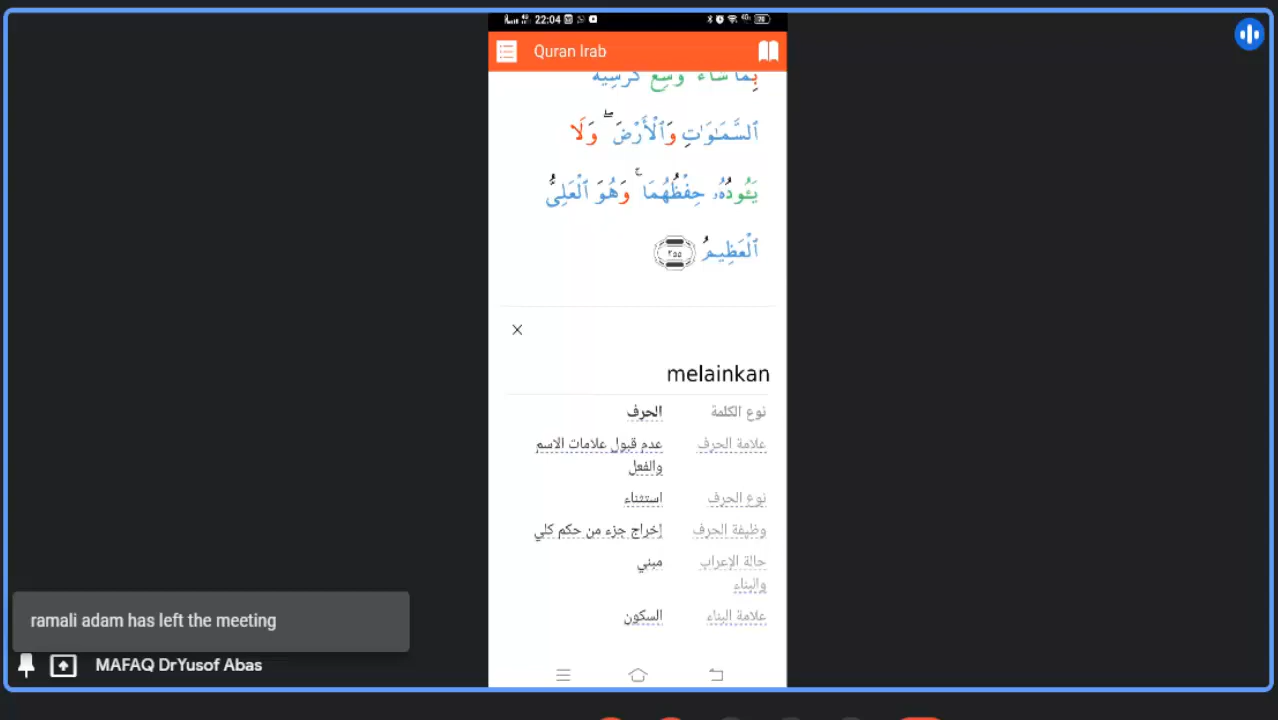 22:04
Quran Irab
بِمَا شَآءَ وَسِعَ كُرْسِيُّهُ
ٱلسَّمَٰوَٰتِ وَٱلْأَرْضَ ۖ وَلَا
يَـُٔودُهُۥ حِفْظُهُمَا ۚ وَهُوَ ٱلْعَلِىُّ
ٱلْعَظِيمُ ٢٥٥
melainkan
نوع الكلمة الحرف
علامة الحرف عدم قبول علامات الاسم
والفعل
نوع الحرف استثناء
وظيفة الحرف إخراج جزء من حكم كلي
حالة الإعراب مبني
والبناء
علامة البناء السكون
ramali adam has left the meeting
MAFAQ DrYusof Abas